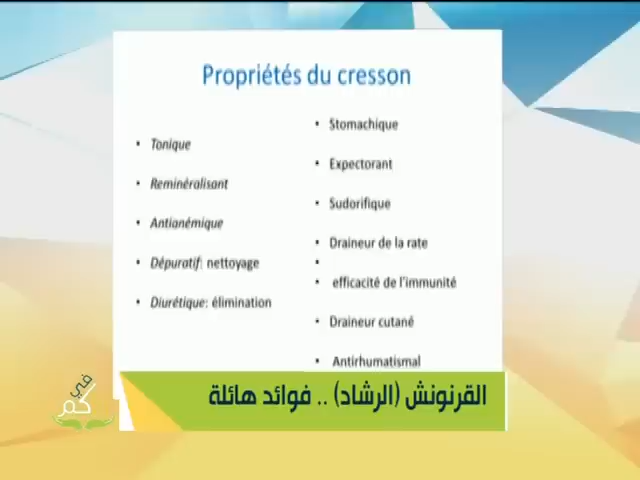 Propriétés du cresson
• Tonique
• Reminéralisant
• Antianémique
• Dépuratif: nettoyage
• Diurétique: élimination
• Stomachique
• Expectorant
• Sudorifique
• Draineur de la rate
•
• efficacité de l'immunité
• Draineur cutané
• Antirhumatismal
القرنونش (الرشاد) .. فوائد هائلة
في
كم